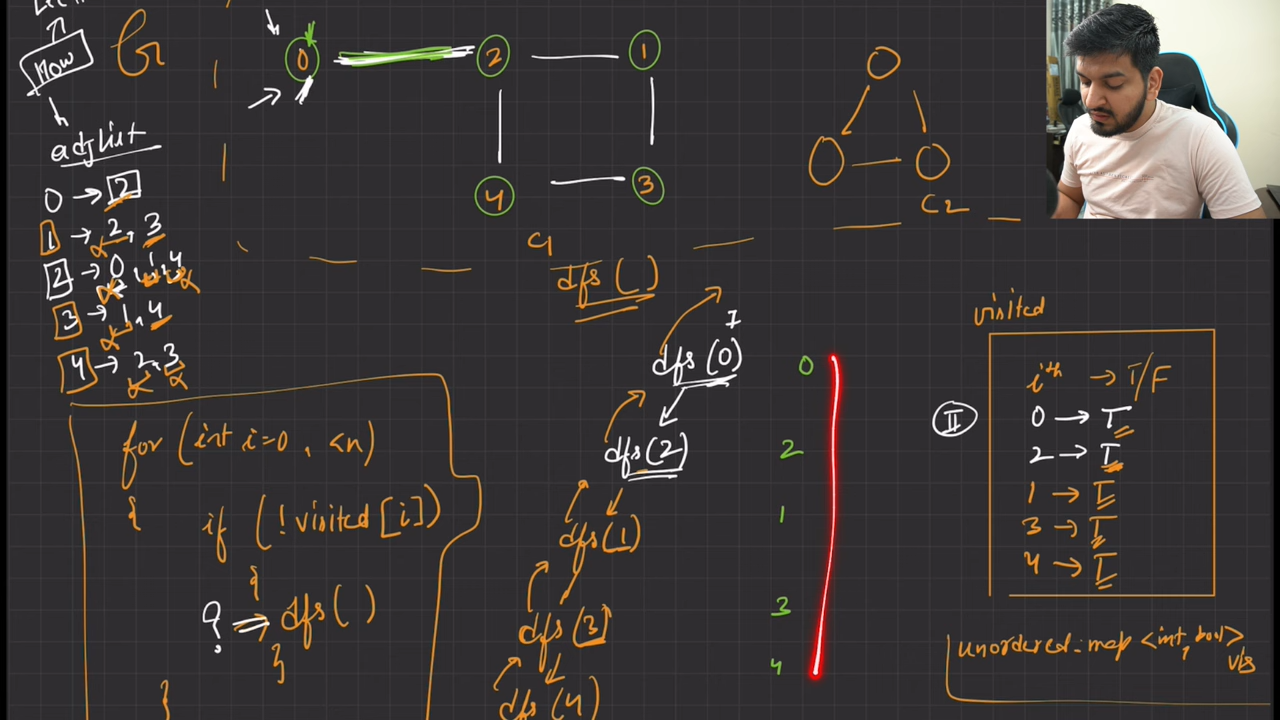 Now
adjList
0 → 2
1 → 2, 3
2 → 0, 1, 4
3 → 1, 4
4 → 2, 3
0
2
1
4
3
C1
C2
dfs( )
dfs(0)
dfs(2)
dfs(1)
dfs(3)
dfs(4)
0
2
1
3
4
for (int i=0, <n)
{
if (!visited[i])
{
? ⇒ dfs( )
}
}
visited
II
ith → T/F
0 → T
2 → T
1 → T
3 → T
4 → T
unordered_map <int, bool>
vis